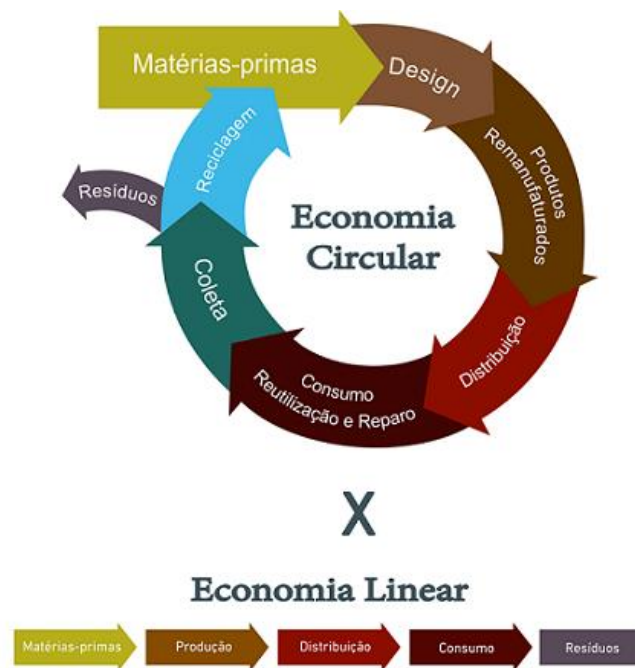 Matérias-primas
Design
Produtos
Remanufaturados
Distribuição
Consumo
Reutilização e Reparo
Coleta
Resíduos
Reciclagem
Economia
Circular
X
Economia Linear
Matérias-primas
Produção
Distribuição
Consumo
Resíduos